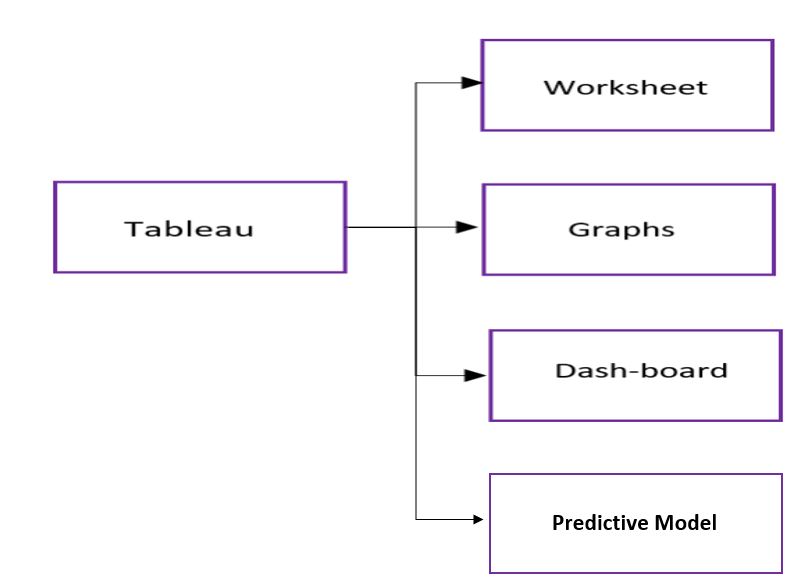 Worksheet
Tableau
Graphs
Dash-board
Predictive Model